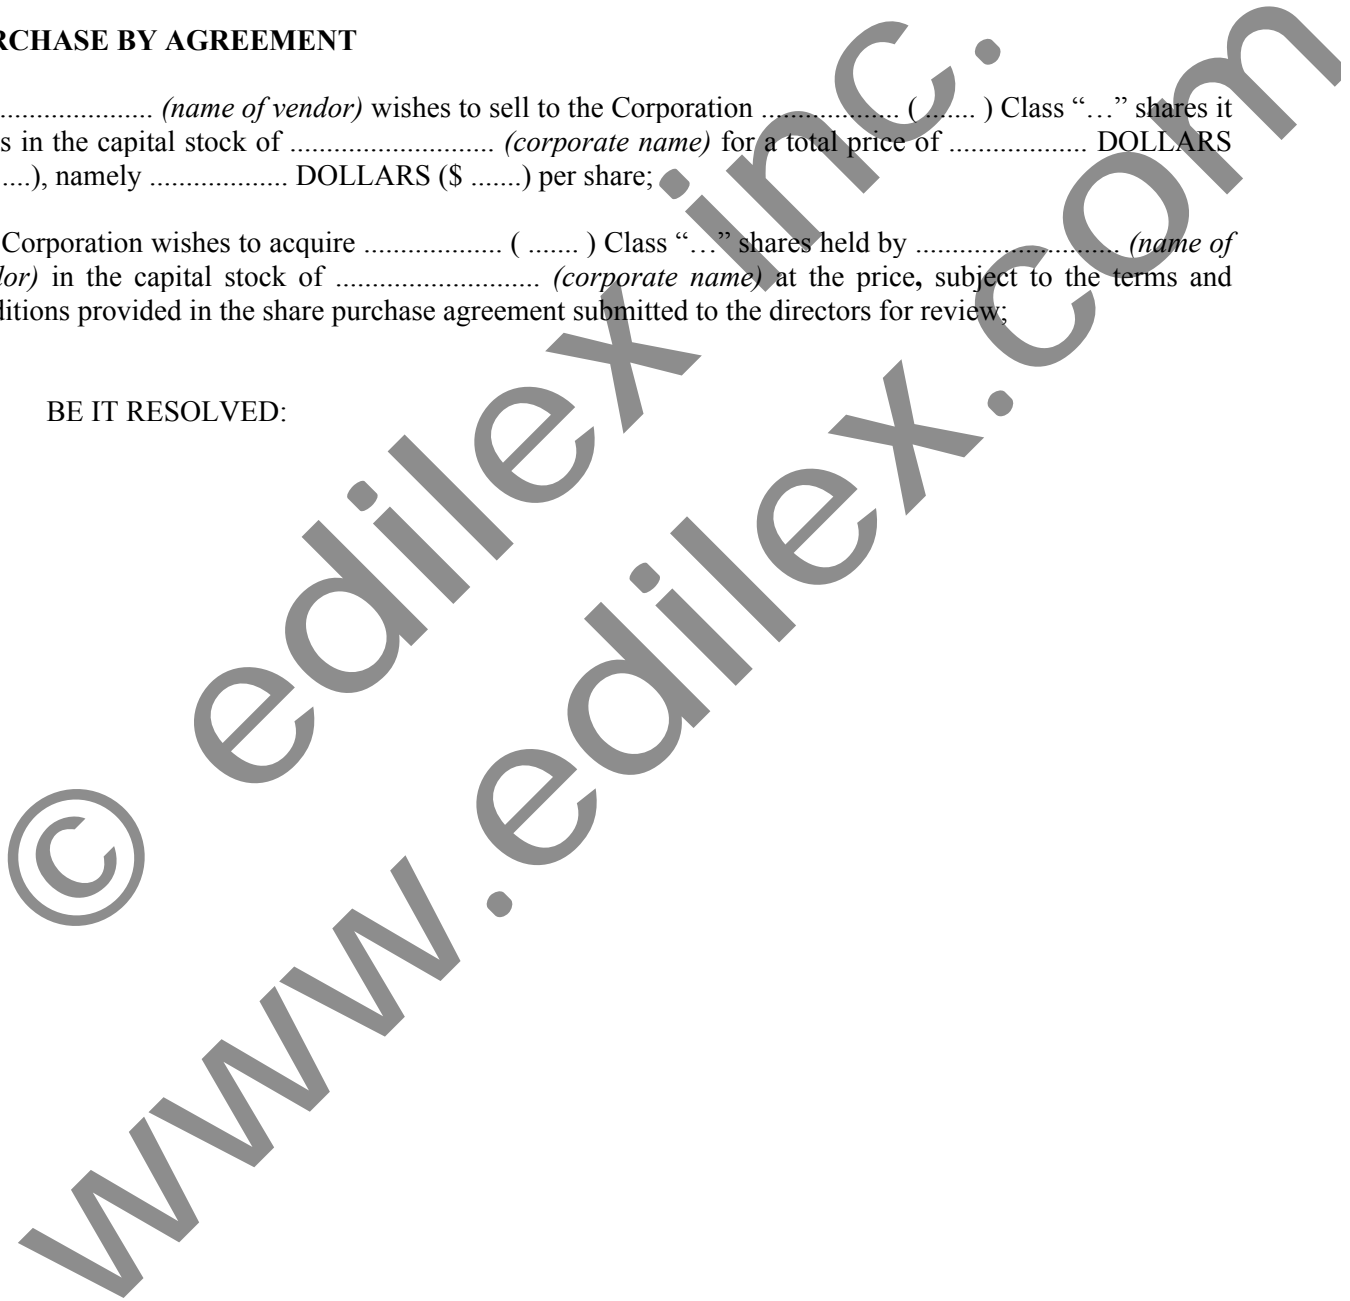 RCHASE BY AGREEMENT
..................... (name of vendor) wishes to sell to the Corporation ................... ( ....... ) Class “…” shares it
s in the capital stock of ............................ (corporate name) for a total price of ................... DOLLARS
.....), namely ................... DOLLARS ($ .......) per share;
Corporation wishes to acquire ................... ( ....... ) Class “…” shares held by ............................ (name of
dor) in the capital stock of ............................ (corporate name) at the price, subject to the terms and
ditions provided in the share purchase agreement submitted to the directors for review;
BE IT RESOLVED:
© edilex inc.
www.edilex.com